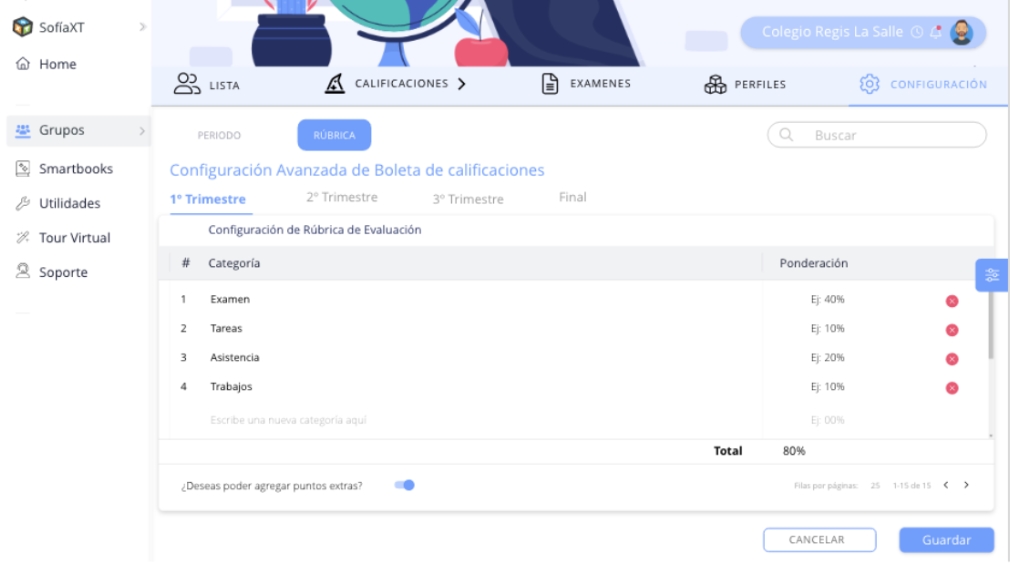 SofíaXT
Colegio Regis La Salle
Home
LISTA
CALIFICACIONES
EXAMENES
PERFILES
CONFIGURACIÓN
Grupos
Smartbooks
Utilidades
Tour Virtual
Soporte
PERIODO
RÚBRICA
Buscar
Configuración Avanzada de Boleta de calificaciones
1° Trimestre
2° Trimestre
3° Trimestre
Final
Configuración de Rúbrica de Evaluación
# Categoría Ponderación
1 Examen Ej: 40%
2 Tareas Ej: 10%
3 Asistencia Ej: 20%
4 Trabajos Ej: 10%
Escribe una nueva categoría aquí Ej: 00%
Total 80%
¿Deseas poder agregar puntos extras?
Filas por páginas: 25 1-15 de 15
CANCELAR
Guardar